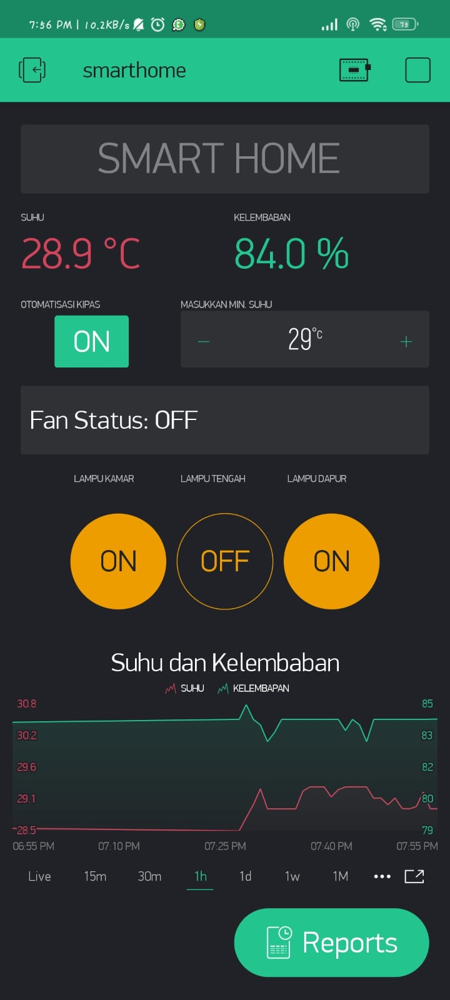 7:56 PM | 10.2KB/s
73
smarthome
SMART HOME
SUHU KELEMBABAN
28.9 °C 84.0 %
OTOMATISASI KIPAS MASUKKAN MIN. SUHU
ON – 29°C +
Fan Status: OFF
LAMPU KAMAR LAMPU TENGAH LAMPU DAPUR
ON OFF ON
Suhu dan Kelembaban
SUHU KELEMBAPAN
30.8 85
30.2 83
29.6 82
29.1 80
28.5 79
06:55 PM 07:10 PM 07:25 PM 07:40 PM 07:55 PM
Live 15m 30m 1h 1d 1w 1M •••
Reports